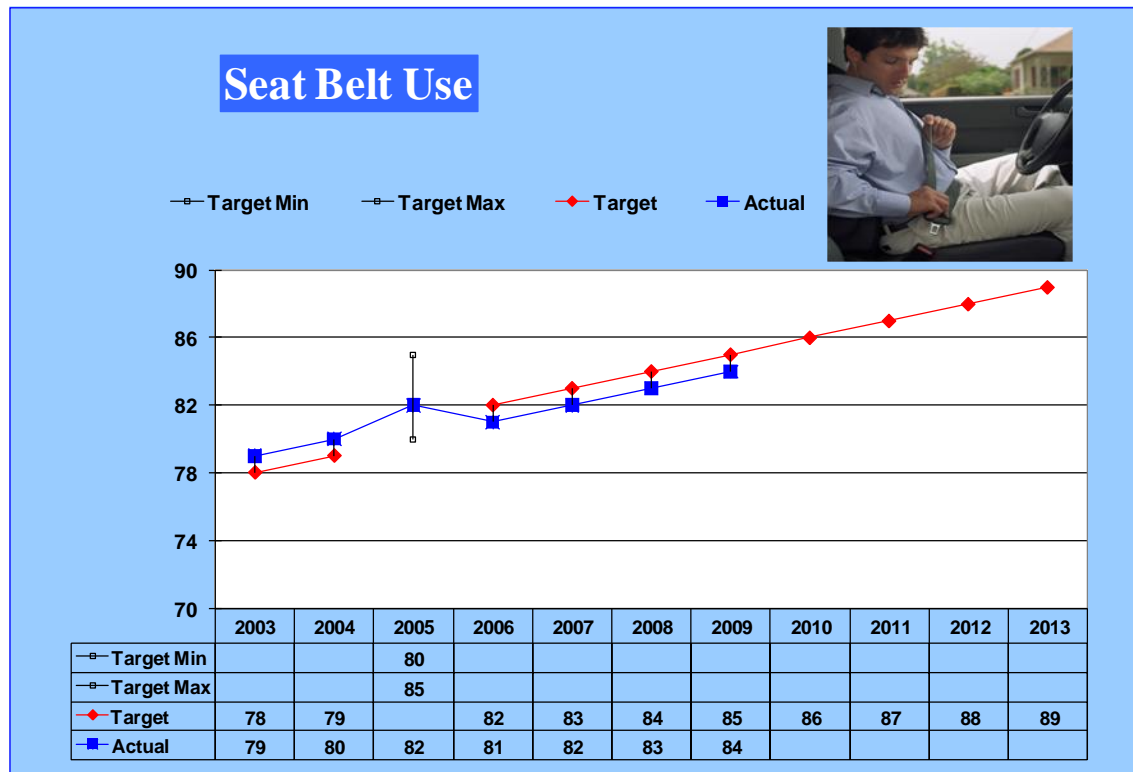 Seat Belt Use
Target Min Target Max Target Actual
90
86
82
78
74
70
2003 2004 2005 2006 2007 2008 2009 2010 2011 2012 2013
Target Min 80
Target Max 85
Target 78 79 82 83 84 85 86 87 88 89
Actual 79 80 82 81 82 83 84